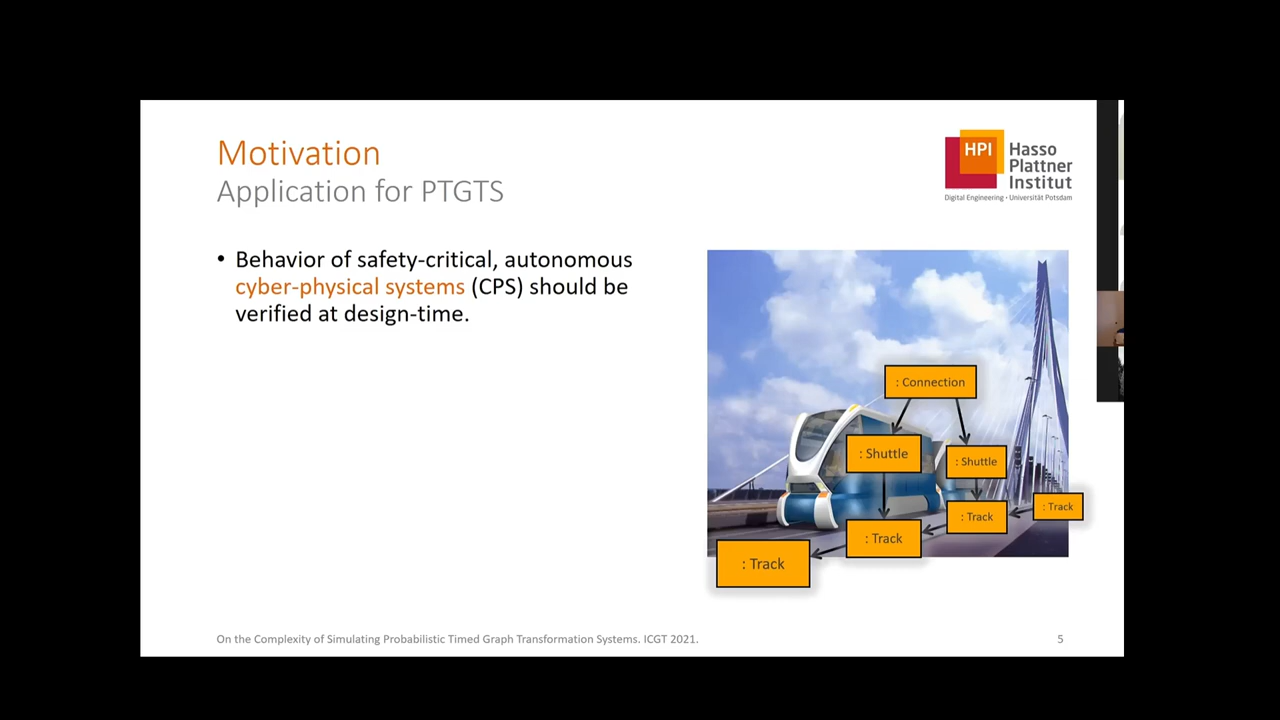 Motivation
Application for PTGTS
HPI
Hasso
Plattner
Institut
Digital Engineering • Universität Potsdam
• Behavior of safety-critical, autonomous
cyber-physical systems (CPS) should be
verified at design-time.
: Connection
: Shuttle
: Shuttle
: Track
: Track
: Track
: Track
On the Complexity of Simulating Probabilistic Timed Graph Transformation Systems. ICGT 2021.
5